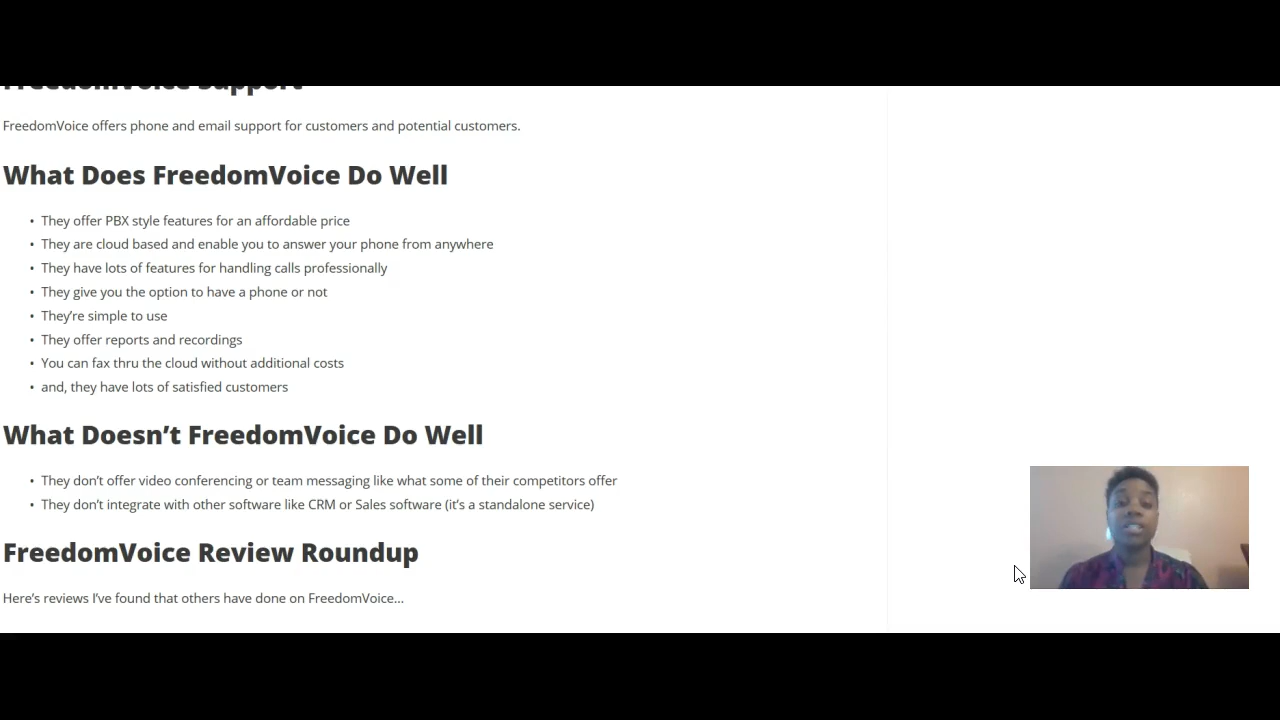 FreedomVoice Support
FreedomVoice offers phone and email support for customers and potential customers.
What Does FreedomVoice Do Well
• They offer PBX style features for an affordable price
• They are cloud based and enable you to answer your phone from anywhere
• They have lots of features for handling calls professionally
• They give you the option to have a phone or not
• They’re simple to use
• They offer reports and recordings
• You can fax thru the cloud without additional costs
• and, they have lots of satisfied customers
What Doesn’t FreedomVoice Do Well
• They don’t offer video conferencing or team messaging like what some of their competitors offer
• They don’t integrate with other software like CRM or Sales software (it’s a standalone service)
FreedomVoice Review Roundup
Here’s reviews I’ve found that others have done on FreedomVoice…